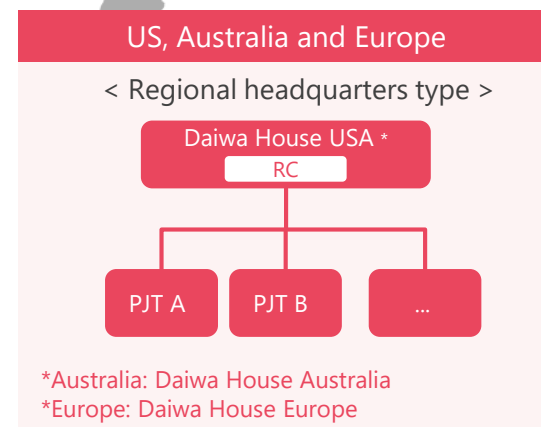 US, Australia and Europe
< Regional headquarters type >
Daiwa House USA *
RC
PJT A
PJT B
...
*Australia: Daiwa House Australia
*Europe: Daiwa House Europe